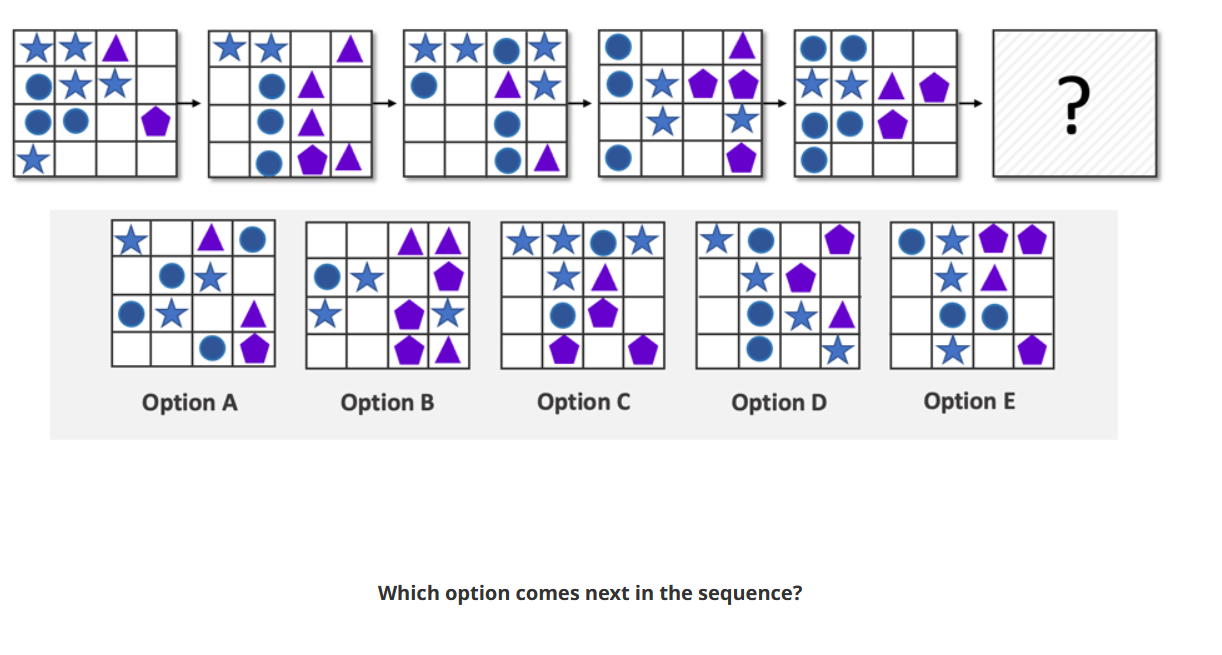 ?
Option A
Option B
Option C
Option D
Option E
Which option comes next in the sequence?